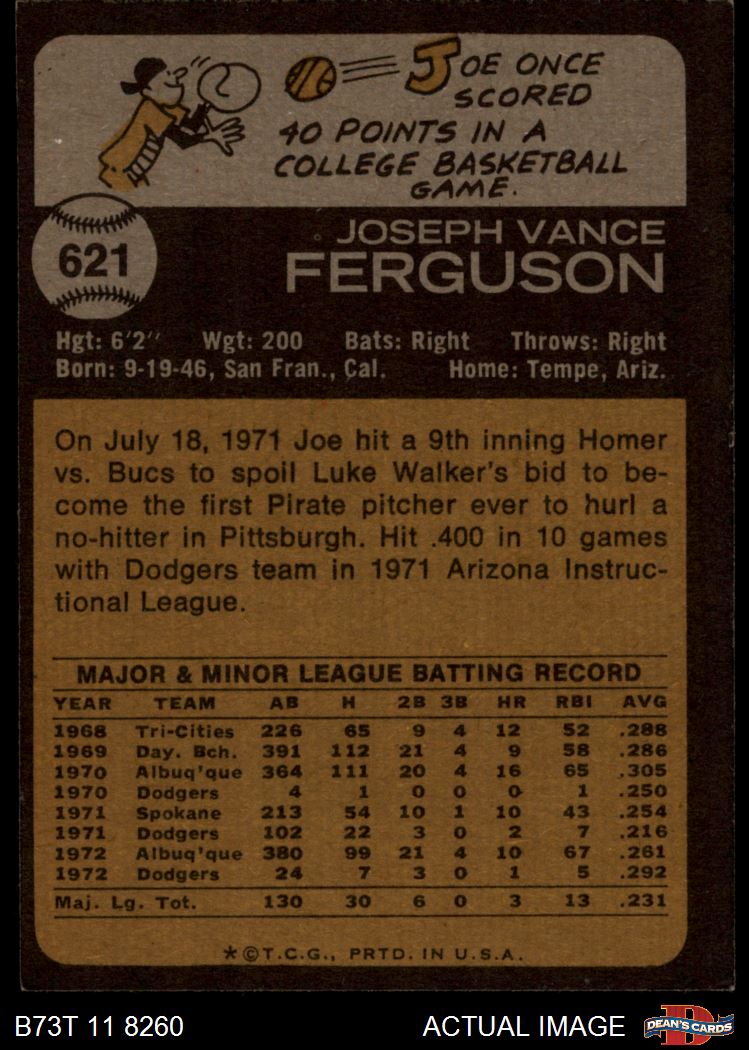 JOE ONCE
SCORED
40 POINTS IN A
COLLEGE BASKETBALL
GAME.
621
JOSEPH VANCE
FERGUSON
Hgt: 6'2" Wgt: 200 Bats: Right Throws: Right
Born: 9-19-46, San Fran., Cal. Home: Tempe, Ariz.
On July 18, 1971 Joe hit a 9th inning Homer
vs. Bucs to spoil Luke Walker's bid to be-
come the first Pirate pitcher ever to hurl a
no-hitter in Pittsburgh. Hit .400 in 10 games
with Dodgers team in 1971 Arizona Instruc-
tional League.
MAJOR & MINOR LEAGUE BATTING RECORD
YEAR TEAM AB H 2B 3B HR RBI AVG
1968 Tri-Cities 226 65 9 4 12 52 .288
1969 Day. Bch. 391 112 21 4 9 58 .286
1970 Albuq'que 364 111 20 4 16 65 .305
1970 Dodgers 4 1 0 0 0 1 .250
1971 Spokane 213 54 10 1 10 43 .254
1971 Dodgers 102 22 3 0 2 7 .216
1972 Albuq'que 380 99 21 4 10 67 .261
1972 Dodgers 24 7 3 0 1 5 .292
Maj. Lg. Tot. 130 30 6 0 3 13 .231
*©T.C.G., PRTD. IN U.S.A.
B73T 11 8260 ACTUAL IMAGE DEAN'S CARDS